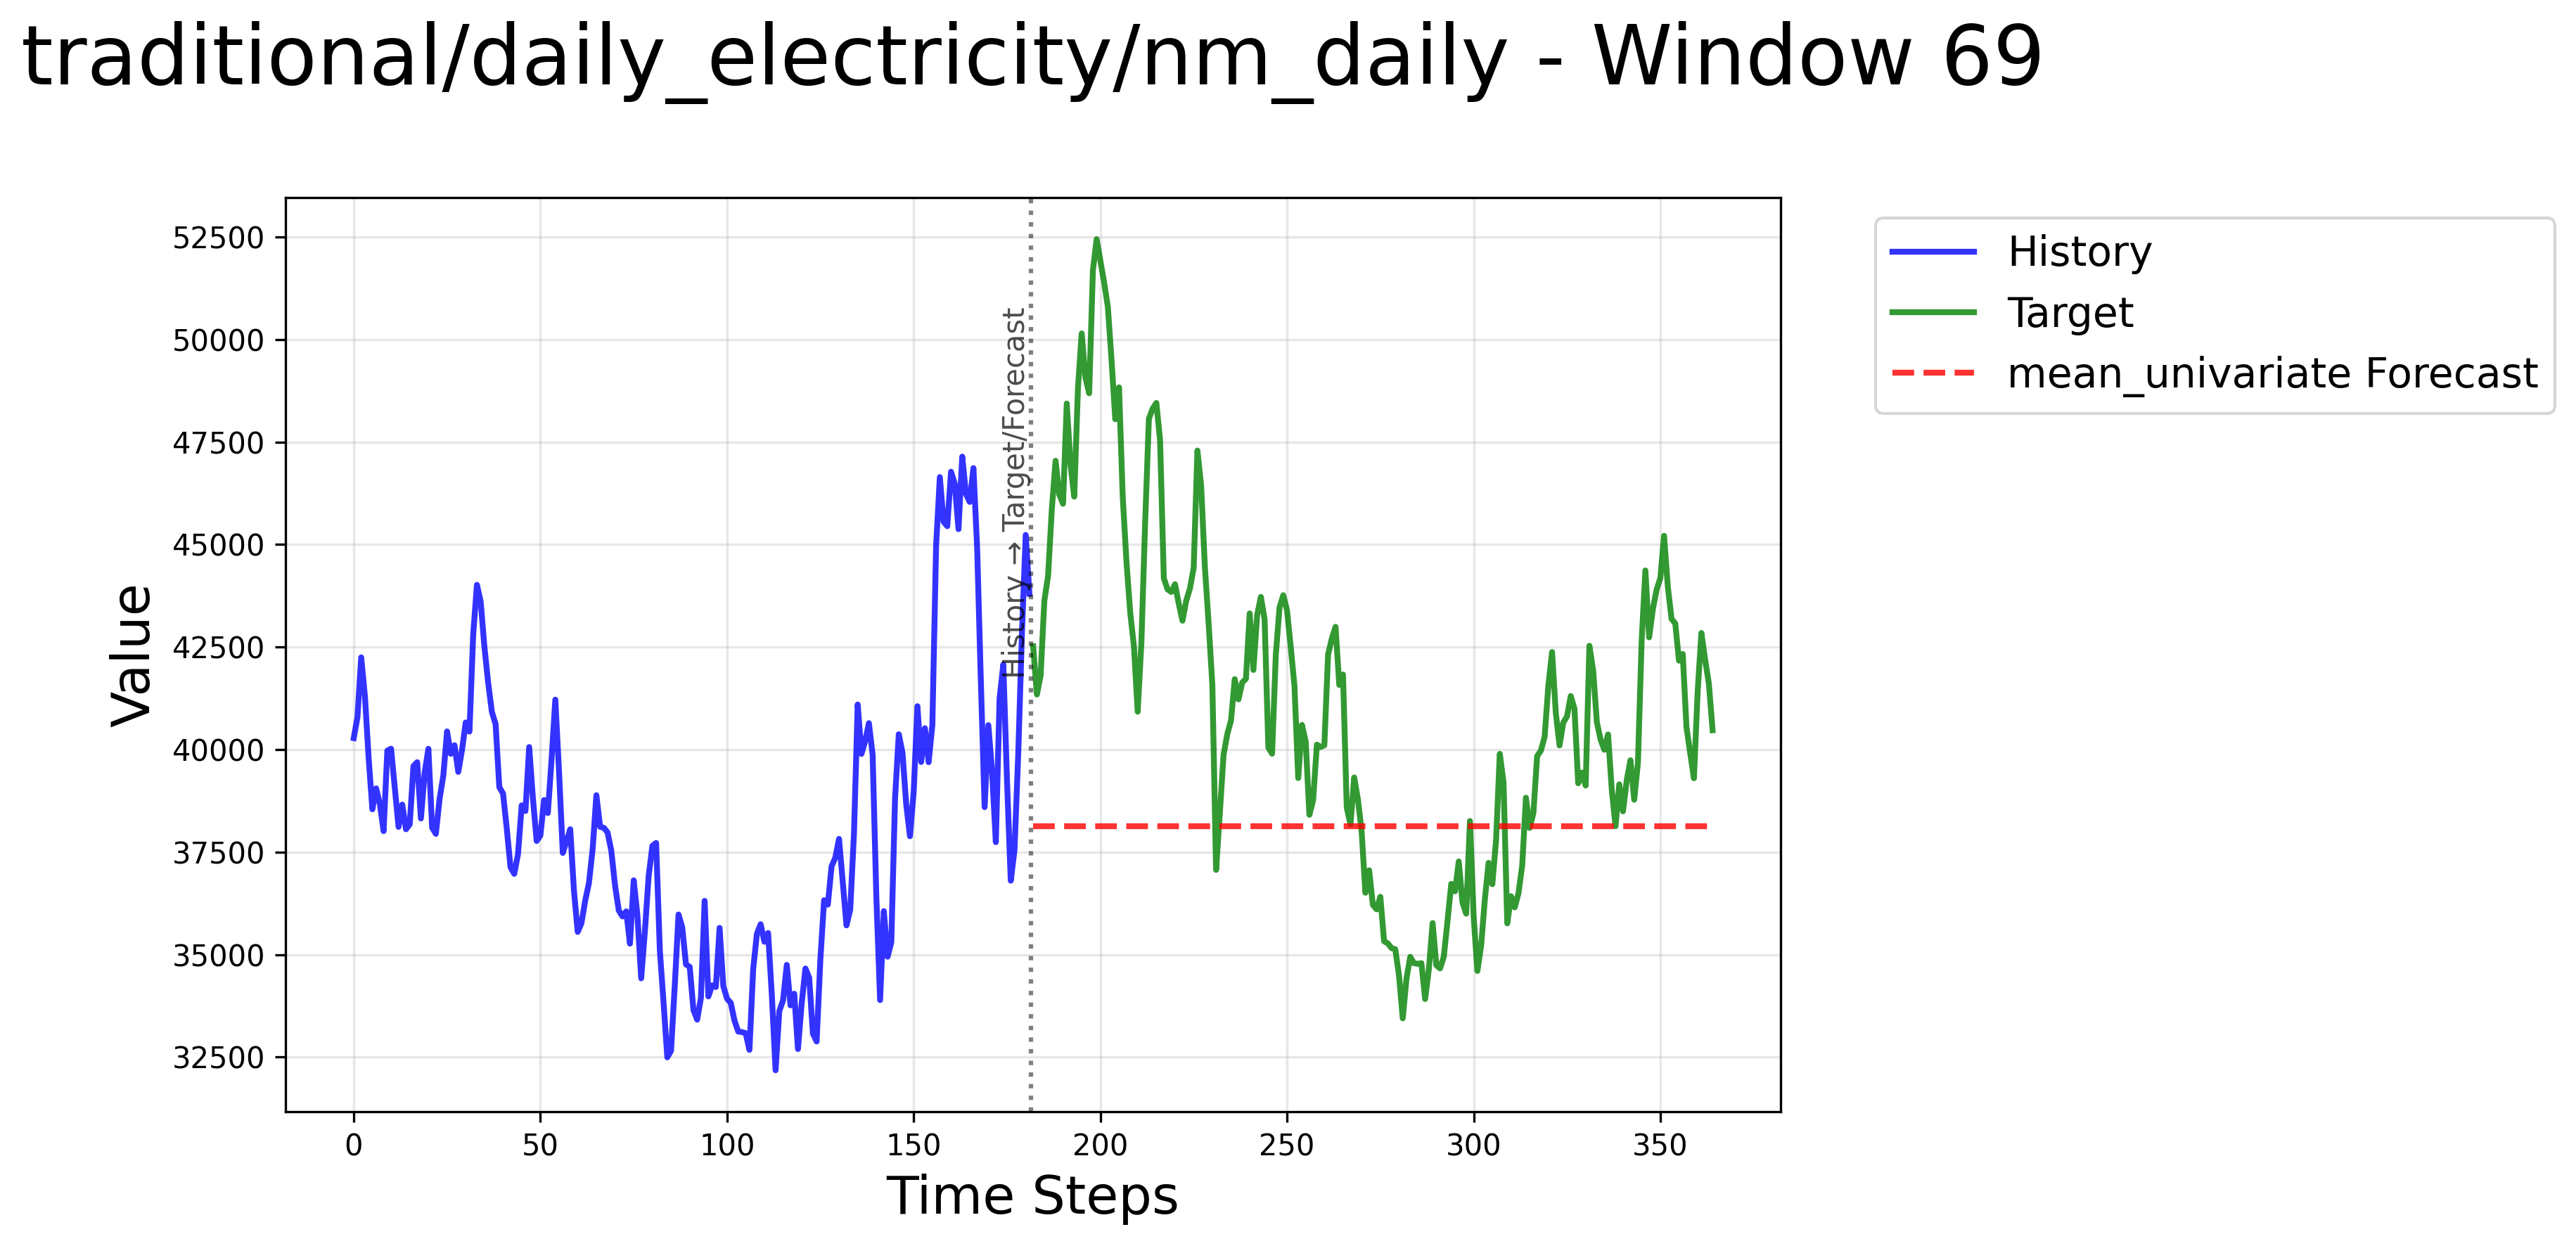 traditional/daily_electricity/nm_daily - Window 69
History
Target
mean_univariate Forecast
History → Target/Forecast
Value
52500
50000
47500
45000
42500
40000
37500
35000
32500
0 50 100 150 200 250 300 350
Time Steps